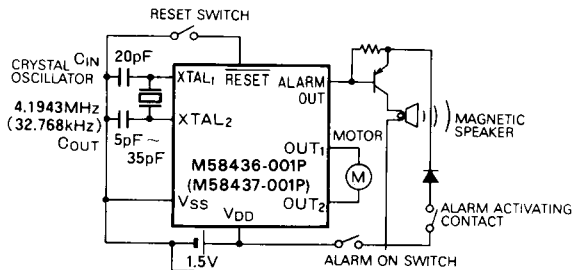 RESET SWITCH
CIN
20pF
CRYSTAL
OSCILLATOR
XTAL1
RESET
ALARM
OUT
4.1943MHz
(32.768kHz)
COUT
XTAL2
5pF ~
35pF
MAGNETIC
SPEAKER
MOTOR
OUT1
M58436-001P
(M58437-001P)
M
VSS
OUT2
VDD
ALARM ACTIVATING
CONTACT
1.5V
ALARM ON SWITCH